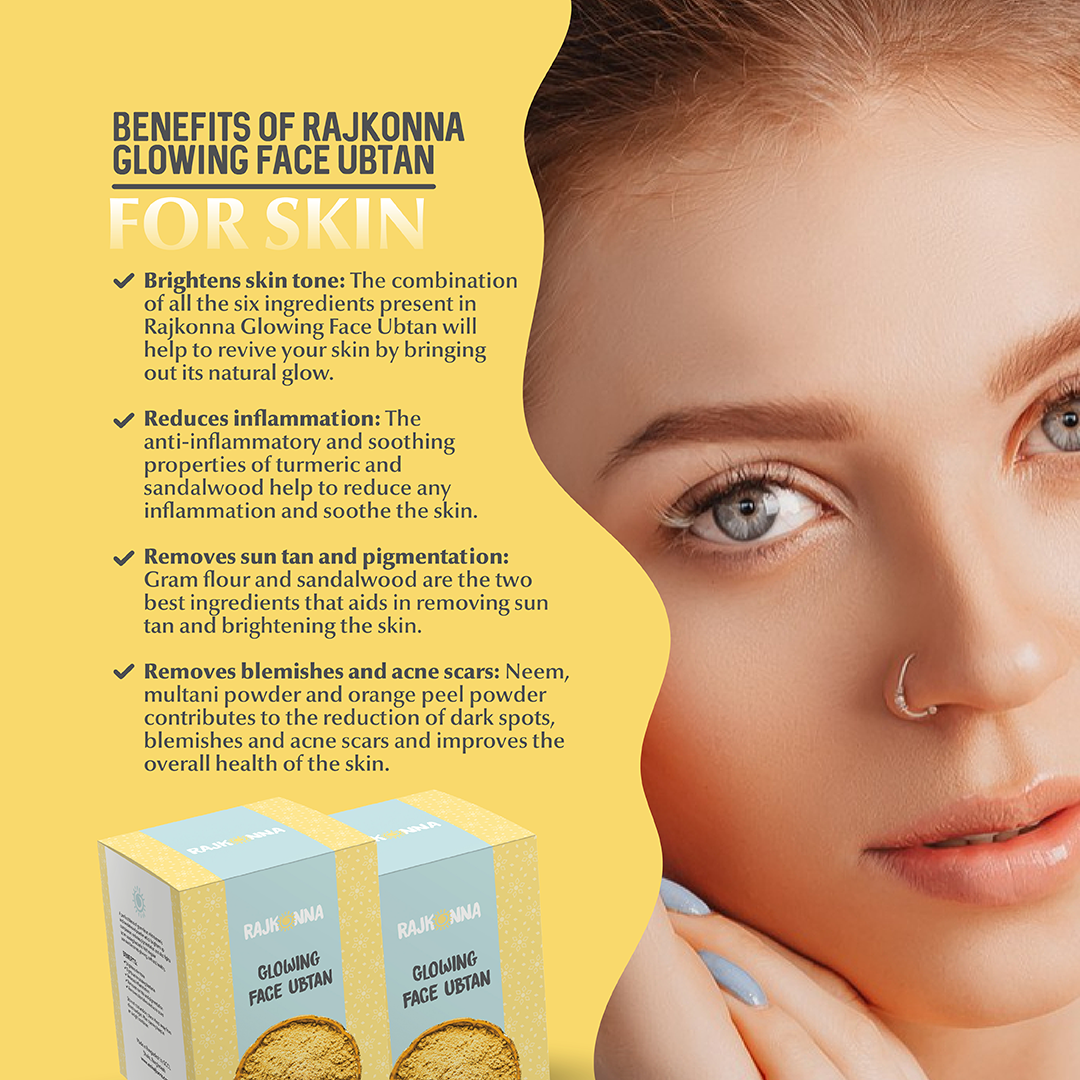 BENEFITS OF RAJKONNA
GLOWING FACE UBTAN
FOR SKIN
Brightens skin tone: The combination
of all the six ingredients present in
Rajkonna Glowing Face Ubtan will
help to revive your skin by bringing
out its natural glow.
Reduces inflammation: The
anti-inflammatory and soothing
properties of turmeric and
sandalwood help to reduce any
inflammation and soothe the skin.
Removes sun tan and pigmentation:
Gram flour and sandalwood are the two
best ingredients that aids in removing sun
tan and brightening the skin.
Removes blemishes and acne scars: Neem,
multani powder and orange peel powder
contributes to the reduction of dark spots,
blemishes and acne scars and improves the
overall health of the skin.
RAJKONNA
NNA
RAJKONNA
GLOWING
FACE UBTAN
RAJKONNA
GLOWING
FACE UBTAN